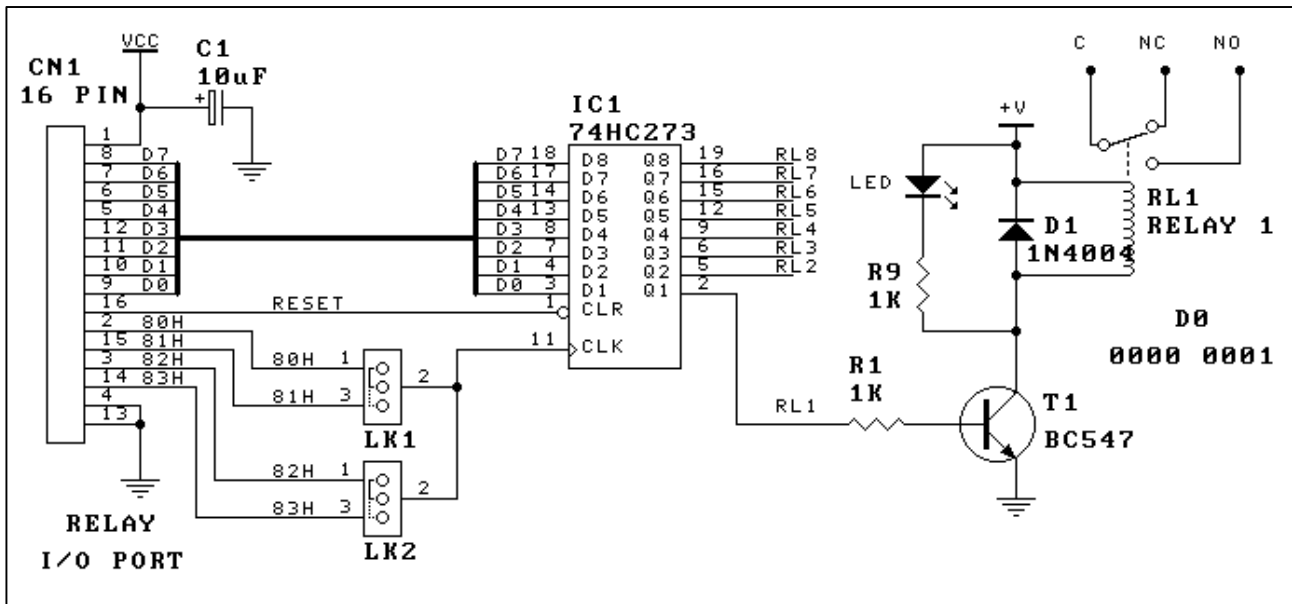 VCC
CN1
16 PIN
C1
10uF
+
1
8 D7
7 D6
6 D5
5 D4
12 D3
11 D2
10 D1
9 D0
16 RESET
2 80H
15 81H
3 82H
14 83H
4
13
RELAY
I/O PORT
80H 1
81H 3
2
LK1
82H 1
83H 3
2
LK2
IC1
74HC273
D7 18 D8 Q8 19 RL8
D6 17 D7 Q7 16 RL7
D5 14 D6 Q6 15 RL6
D4 13 D5 Q5 12 RL5
D3 8 D4 Q4 9 RL4
D2 7 D3 Q3 6 RL3
D1 4 D2 Q2 5 RL2
D0 3 D1 Q1 2
1 CLR
11 CLK
RL1
R1
1K
LED
R9
1K
+V
D1
1N4004
C NC NO
RL1
RELAY 1
D0
0000 0001
T1
BC547